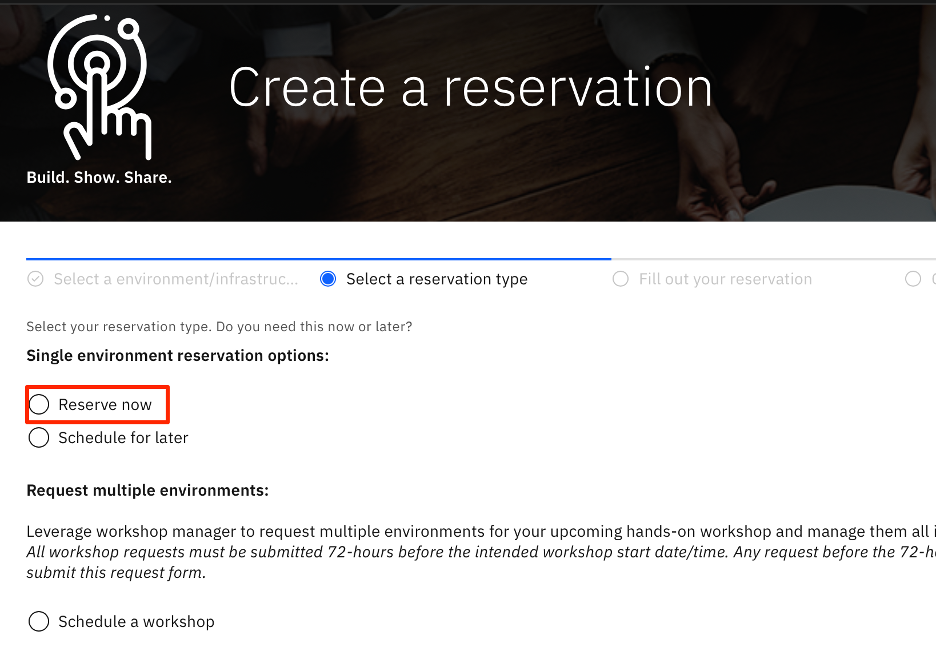 Create a reservation
Build. Show. Share.
Select a environment/infrastruc...
Select a reservation type
Fill out your reservation
Select your reservation type. Do you need this now or later?
Single environment reservation options:
Reserve now
Schedule for later
Request multiple environments:
Leverage workshop manager to request multiple environments for your upcoming hands-on workshop and manage them all
All workshop requests must be submitted 72-hours before the intended workshop start date/time. Any request before the
submit this request form.
Schedule a workshop